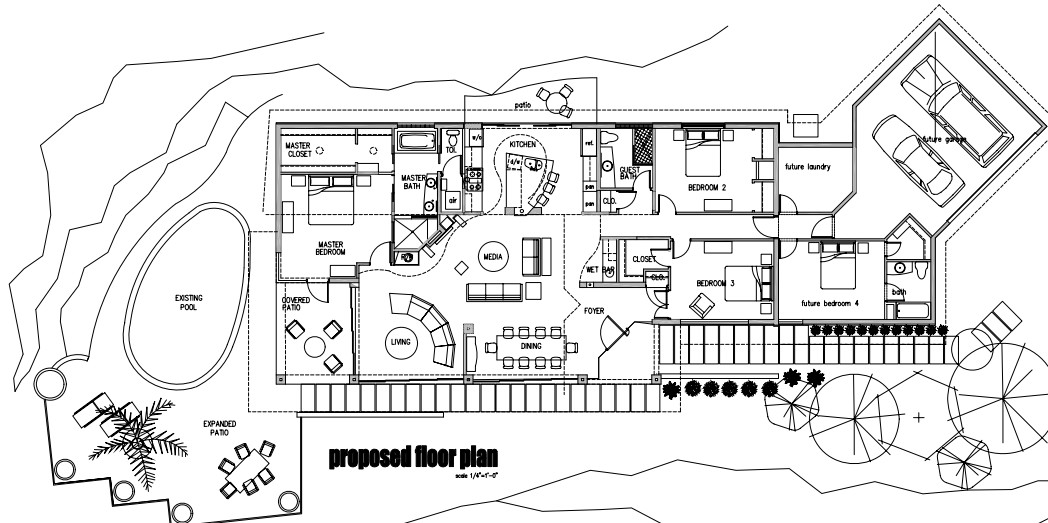 patio
MASTER
CLOSET
TOI.
w/o
KITCHEN
ref.
d/w
MASTER
BATH
air
GUEST
BATH
pan
pan
CLO.
BEDROOM 2
future laundry
future garage
MASTER
BEDROOM
MEDIA
WET BAR
CLOSET
CLO.
BEDROOM 3
future bedroom 4
bath
EXISTING
POOL
COVERED
PATIO
LIVING
DINING
FOYER
EXPANDED
PATIO
proposed floor plan
scale 1/4"=1'-0"